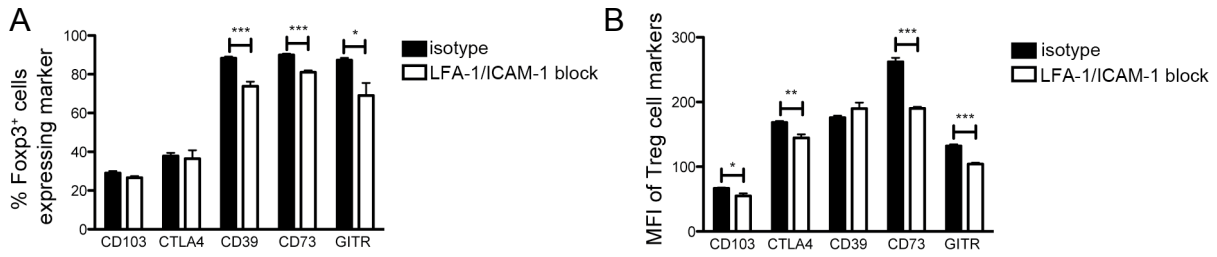 A
% Foxp3⁺ cells
expressing marker
100
80
60
40
20
0
***
***
*
CD103 CTLA4 CD39 CD73 GITR
isotype
LFA-1/ICAM-1 block
B
MFI of Treg cell markers
300
200
100
0
*
**
***
***
CD103 CTLA4 CD39 CD73 GITR
isotype
LFA-1/ICAM-1 block